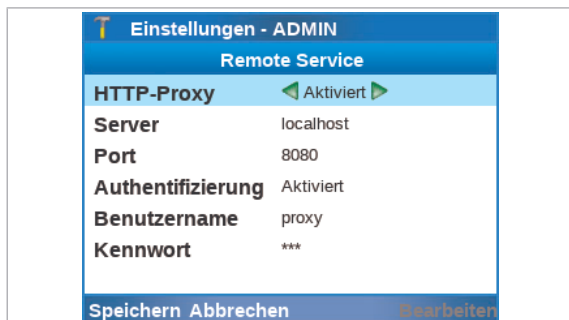 Einstellungen - ADMIN
Remote Service
HTTP-Proxy Aktiviert
Server localhost
Port 8080
Authentifizierung Aktiviert
Benutzername proxy
Kennwort ***
Speichern Abbrechen Bearbeiten